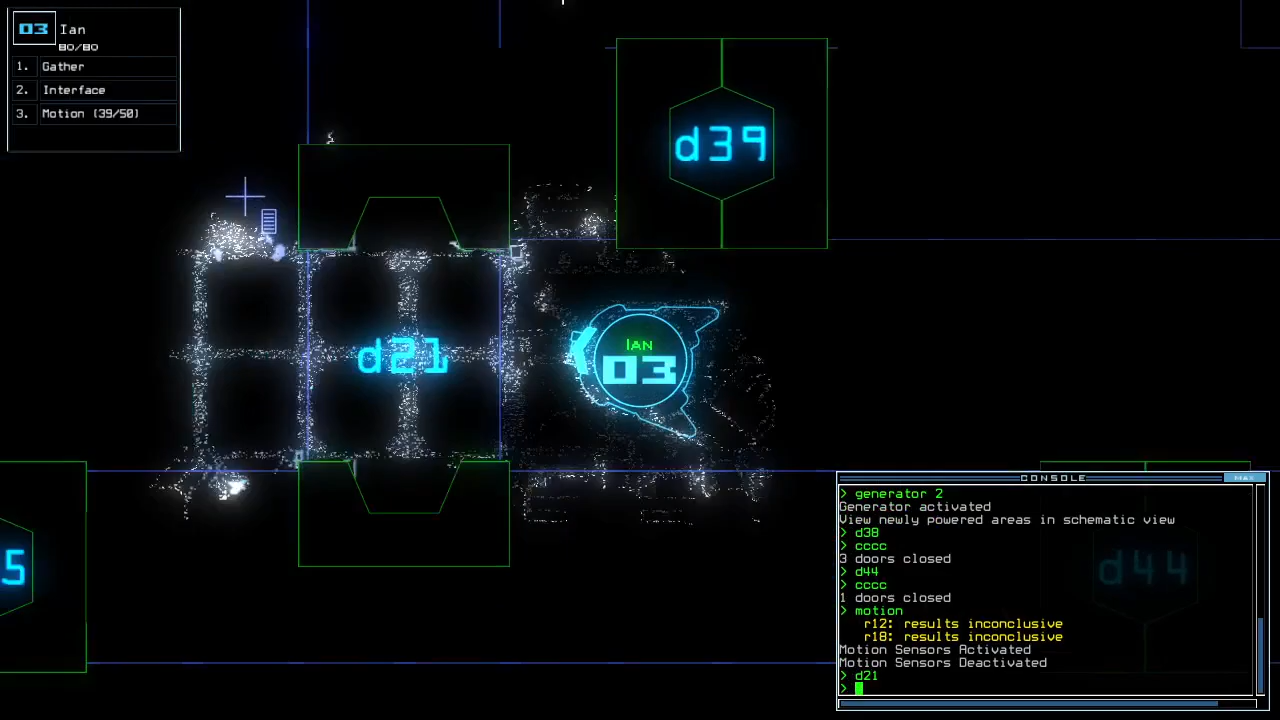 03 Ian
80/80
1. Gather
2. Interface
3. Motion (39/50)
d39
d21
IAN
03
5
d44
CONSOLE
MAX
> generator 2
Generator activated
View newly powered areas in schematic view
> d38
> cccc
3 doors closed
> d44
> cccc
1 doors closed
> motion
r12: results inconclusive
r18: results inconclusive
Motion Sensors Activated
Motion Sensors Deactivated
> d21
>